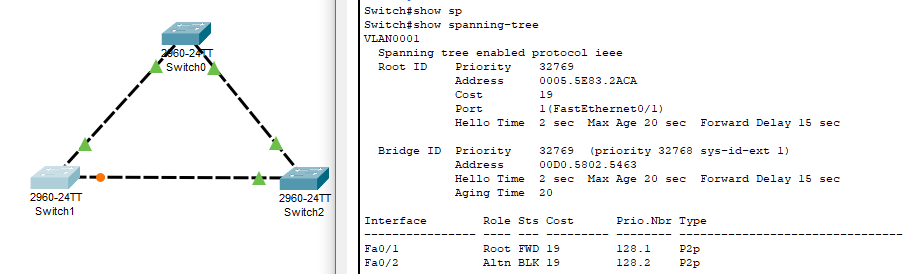 2960-24TT
Switch0
2960-24TT
Switch1
2960-24TT
Switch2
Switch#show sp
Switch#show spanning-tree
VLAN0001
  Spanning tree enabled protocol ieee
  Root ID    Priority    32769
             Address     0005.5E83.2ACA
             Cost        19
             Port        1(FastEthernet0/1)
             Hello Time  2 sec  Max Age 20 sec  Forward Delay 15 sec
  Bridge ID  Priority    32769  (priority 32768 sys-id-ext 1)
             Address     00D0.5802.5463
             Hello Time  2 sec  Max Age 20 sec  Forward Delay 15 sec
             Aging Time  20
Interface        Role Sts Cost      Prio.Nbr Type
---------------- ---- --- --------- -------- --------------------------------
Fa0/1            Root FWD 19        128.1    P2p
Fa0/2            Altn BLK 19        128.2    P2p